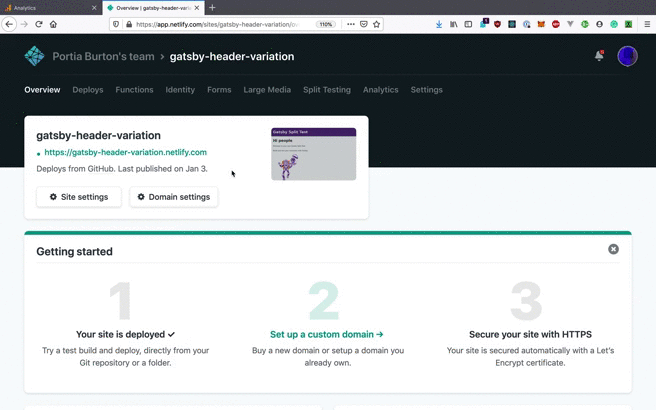 Analytics
Overview | gatsby-header-variation
https://app.netlify.com/sites/gatsby-header-variation/ov
110%
Portia Burton's team > gatsby-header-variation
Overview Deploys Functions Identity Forms Large Media Split Testing Analytics Settings
gatsby-header-variation
https://gatsby-header-variation.netlify.com
Deploys from GitHub. Last published on Jan 3.
Site settings Domain settings
Gatsby Split Test
Hi people
Getting started
1 2 3
Your site is deployed ✓ Set up a custom domain → Secure your site with HTTPS
Try a test build and deploy, directly from your Buy a new domain or setup a domain you Your site is secured automatically with a Let's
Git repository or a folder. already own. Encrypt certificate.